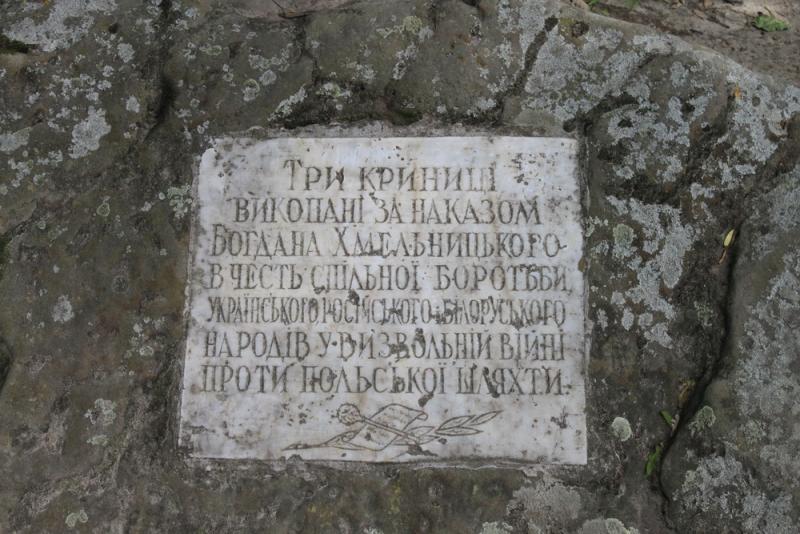 Три криниці
викопані за наказом
Богдана Хмельницького
в честь спільної боротьби
українського, російського, білоруського
народів у визвольній війні
проти польської шляхти.